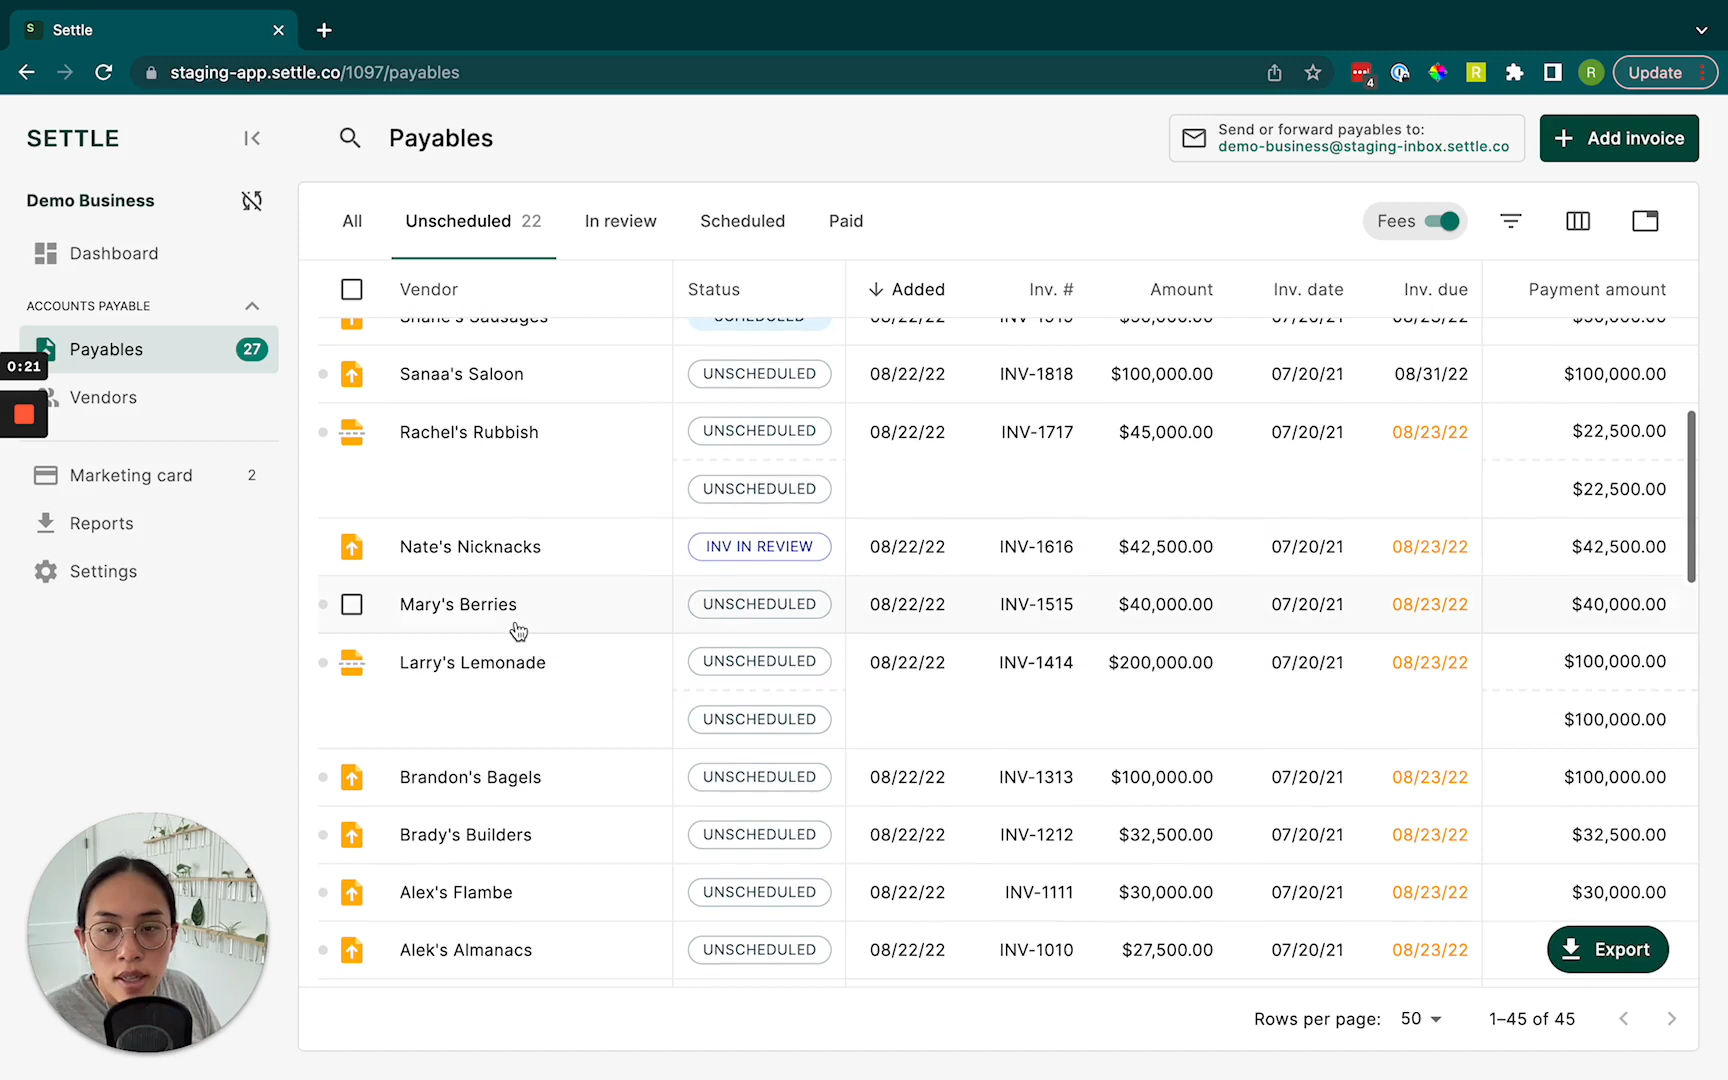 S Settle
staging-app.settle.co/1097/payables
4
R
R
Update
SETTLE
Payables
Send or forward payables to:
demo-business@staging-inbox.settle.co
Add invoice
Demo Business
Dashboard
ACCOUNTS PAYABLE
Payables 27
0:21
Vendors
Marketing card 2
Reports
Settings
All Unscheduled 22 In review Scheduled Paid Fees
Vendor Status Added Inv. # Amount Inv. date Inv. due Payment amount
Shane's Sausages SCHEDULED 08/22/22 07/20/21 08/23/22
Sanaa's Saloon UNSCHEDULED 08/22/22 INV-1818 $100,000.00 07/20/21 08/31/22 $100,000.00
Rachel's Rubbish UNSCHEDULED 08/22/22 INV-1717 $45,000.00 07/20/21 08/23/22 $22,500.00
UNSCHEDULED $22,500.00
Nate's Nicknacks INV IN REVIEW 08/22/22 INV-1616 $42,500.00 07/20/21 08/23/22 $42,500.00
Mary's Berries UNSCHEDULED 08/22/22 INV-1515 $40,000.00 07/20/21 08/23/22 $40,000.00
Larry's Lemonade UNSCHEDULED 08/22/22 INV-1414 $200,000.00 07/20/21 08/23/22 $100,000.00
UNSCHEDULED $100,000.00
Brandon's Bagels UNSCHEDULED 08/22/22 INV-1313 $100,000.00 07/20/21 08/23/22 $100,000.00
Brady's Builders UNSCHEDULED 08/22/22 INV-1212 $32,500.00 07/20/21 08/23/22 $32,500.00
Alex's Flambe UNSCHEDULED 08/22/22 INV-1111 $30,000.00 07/20/21 08/23/22 $30,000.00
Alek's Almanacs UNSCHEDULED 08/22/22 INV-1010 $27,500.00 07/20/21 08/23/22
Export
Rows per page: 50 1–45 of 45